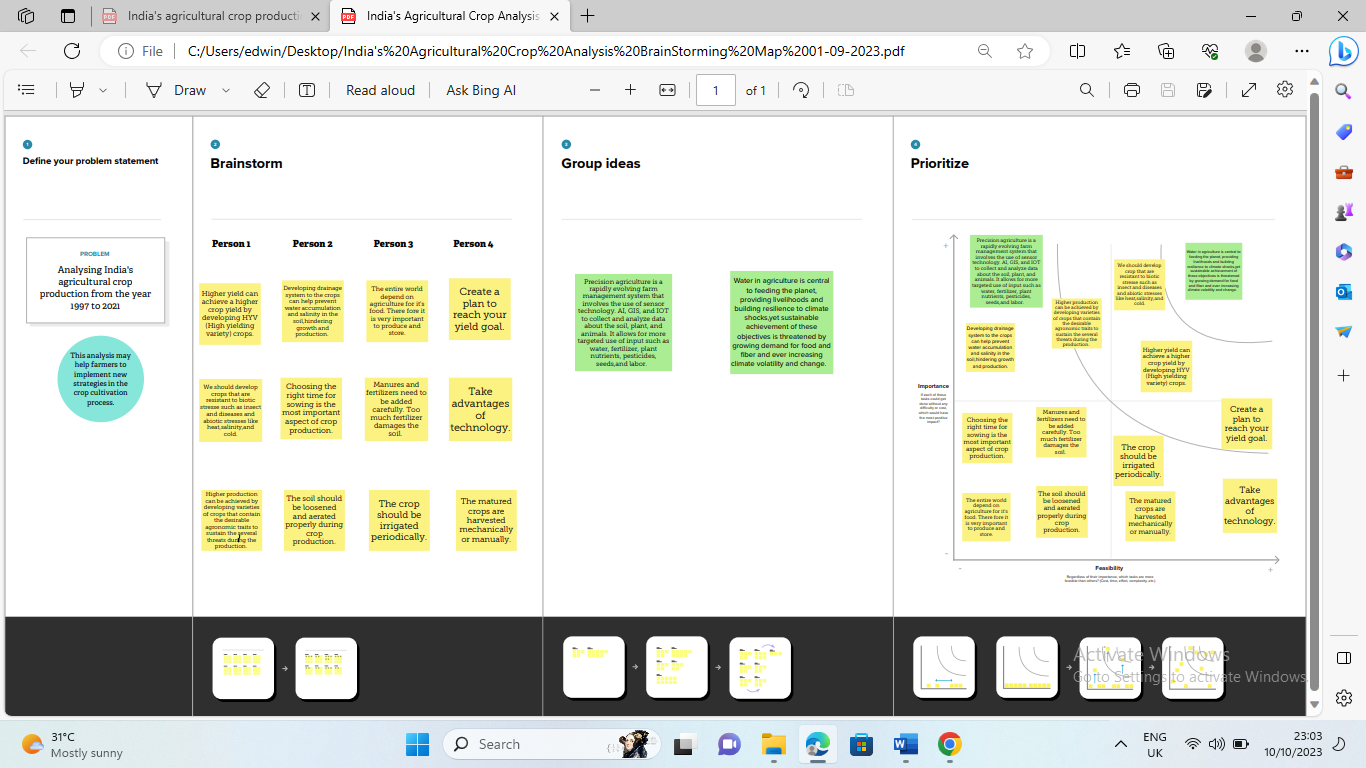 India's agricultural crop producti
India's Agricultural Crop Analysis
File
C:/Users/edwin/Desktop/India's%20Agricultural%20Crop%20Analysis%20BrainStorming%20Map%2001-09-2023.pdf
Draw
Read aloud
Ask Bing AI
1
of 1
1
Define your problem statement
PROBLEM
Analysing India's
agricultural crop
production from the year
1997 to 2021
This analysis may
help farmers to
implement new
strategies in the
crop cultivation
process.
2
Brainstorm
Person 1
Person 2
Person 3
Person 4
Higher yield can
achieve a higher
crop yield by
developing HYV
(High yielding
variety) crops.
Developing drainage
system to the crops
can help prevent
water accumulation
and salinity in the
soil,hindering
growth and
production.
The entire world
depend on
agriculture for it's
food. There fore it
is very important
to produce and
store.
Create a
plan to
reach your
yield goal.
We should develop
crops that are
resistant to biotic
stresse such as insect
and diseases and
abiotic stresses like
heat,salinity,and
cold.
Choosing the
right time for
sowing is the
most important
aspect of crop
production.
Manures and
fertilizers need to
be added
carefully. Too
much fertilizer
damages the
soil.
Take
advantages
of
technology.
Higher production
can be achieved by
developing varieties
of crops that contain
the desirable
agronomic traits to
sustain the several
threats during the
production.
The soil should
be loosened
and aerated
properly during
crop
production.
The crop
should be
irrigated
periodically.
The matured
crops are
harvested
mechanically
or manually.
3
Group ideas
Precision agriculture is a
rapidly evolving farm
management system that
involves the use of sensor
technology. AI, GIS, and IOT
to collect and analyze data
about the soil, plant, and
animals. It allows for more
targeted use of input such as
water, fertilizer, plant
nutrients, pesticides,
seeds,and labor.
Water in agriculture is central
to feeding the planet,
providing livelihoods and
building resilience to climate
shocks,yet sustainable
achievement of these
objectives is threatened by
growing demand for food and
fiber and ever increasing
climate volatility and change.
4
Prioritize
Precision agriculture is a
rapidly evolving farm
management system that
involves the use of sensor
technology. AI, GIS, and IOT
to collect and analyze data
about the soil, plant, and
animals. It allows for more
targeted use of input such as
water, fertilizer, plant
nutrients, pesticides,
seeds,and labor.
Water in agriculture is central to
feeding the planet, providing
livelihoods and building
resilience to climate shocks,yet
sustainable achievement of
these objectives is threatened
by growing demand for food
and fiber and ever increasing
climate volatility and change.
We should develop
crop that are
resistant to biotic
stresse such as
insect and diseases
and abiotic stresses
like heat,salinity,and
cold.
Higher production
can be achieved by
developing varieties
of crops that contain
the desirable
agronomic traits to
sustain the several
threats during the
production.
Developing drainage
system to the crops
can help prevent
water accumulation
and salinity in the
soil,hindering growth
and production.
Higher yield can
achieve a higher
crop yield by
developing HYV
(High yielding
variety) crops.
Importance
If each of these
tasks could get
done without any
difficulty or cost,
which would have
the most positive
impact?
Choosing the
right time for
sowing is the
most important
aspect of crop
production.
Manures and
fertilizers need to
be added
carefully. Too
much fertilizer
damages the
soil.
Create a
plan to
reach your
yield goal.
The crop
should be
irrigated
periodically.
The entire world
depend on
agriculture for it's
food. There fore it
is very important
to produce and
store.
The soil should
be loosened
and aerated
properly during
crop
production.
The matured
crops are
harvested
mechanically
or manually.
Take
advantages
of
technology.
Feasibility
Regardless of their importance, which tasks are more
feasible than others? (Cost, time, effort, complexity, etc.)
Activate Windows
Go to Settings to activate Windows.
31°C
Mostly sunny
Search
ENG
UK
23:03
10/10/2023